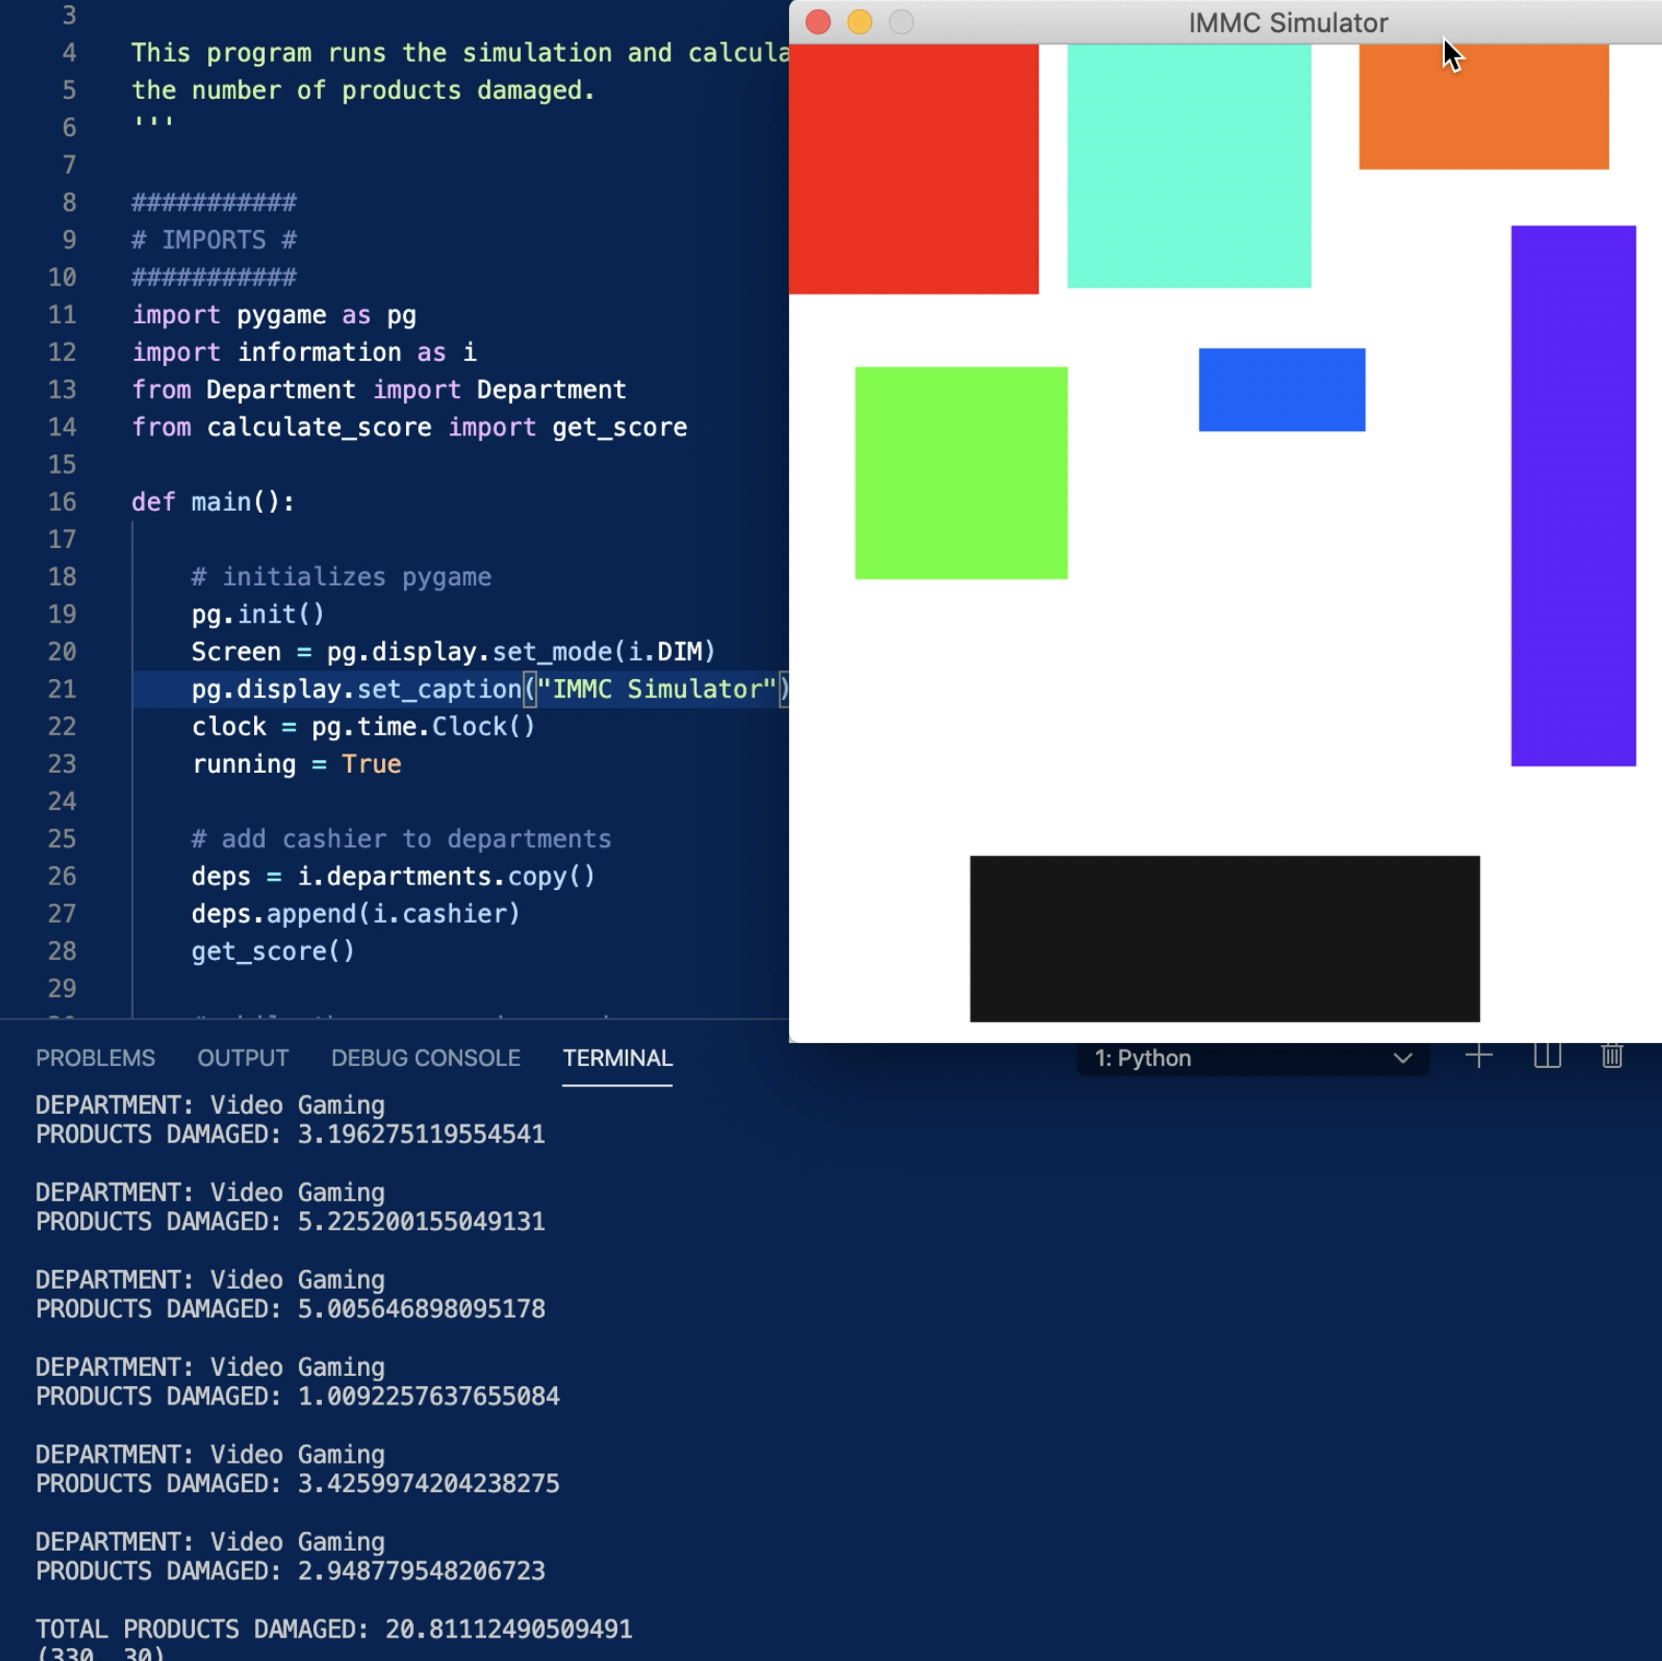 3
4 This program runs the simulation and calcula
5 the number of products damaged.
6 '''
7
8 ###########
9 # IMPORTS #
10 ###########
11 import pygame as pg
12 import information as i
13 from Department import Department
14 from calculate_score import get_score
15
16 def main():
17
18 # initializes pygame
19 pg.init()
20 Screen = pg.display.set_mode(i.DIM)
21 pg.display.set_caption("IMMC Simulator")
22 clock = pg.time.Clock()
23 running = True
24
25 # add cashier to departments
26 deps = i.departments.copy()
27 deps.append(i.cashier)
28 get_score()
29
IMMC Simulator
PROBLEMS OUTPUT DEBUG CONSOLE TERMINAL 1: Python
DEPARTMENT: Video Gaming
PRODUCTS DAMAGED: 3.196275119554541
DEPARTMENT: Video Gaming
PRODUCTS DAMAGED: 5.225200155049131
DEPARTMENT: Video Gaming
PRODUCTS DAMAGED: 5.005646898095178
DEPARTMENT: Video Gaming
PRODUCTS DAMAGED: 1.0092257637655084
DEPARTMENT: Video Gaming
PRODUCTS DAMAGED: 3.4259974204238275
DEPARTMENT: Video Gaming
PRODUCTS DAMAGED: 2.948779548206723
TOTAL PRODUCTS DAMAGED: 20.81112490509491
(330, 30)